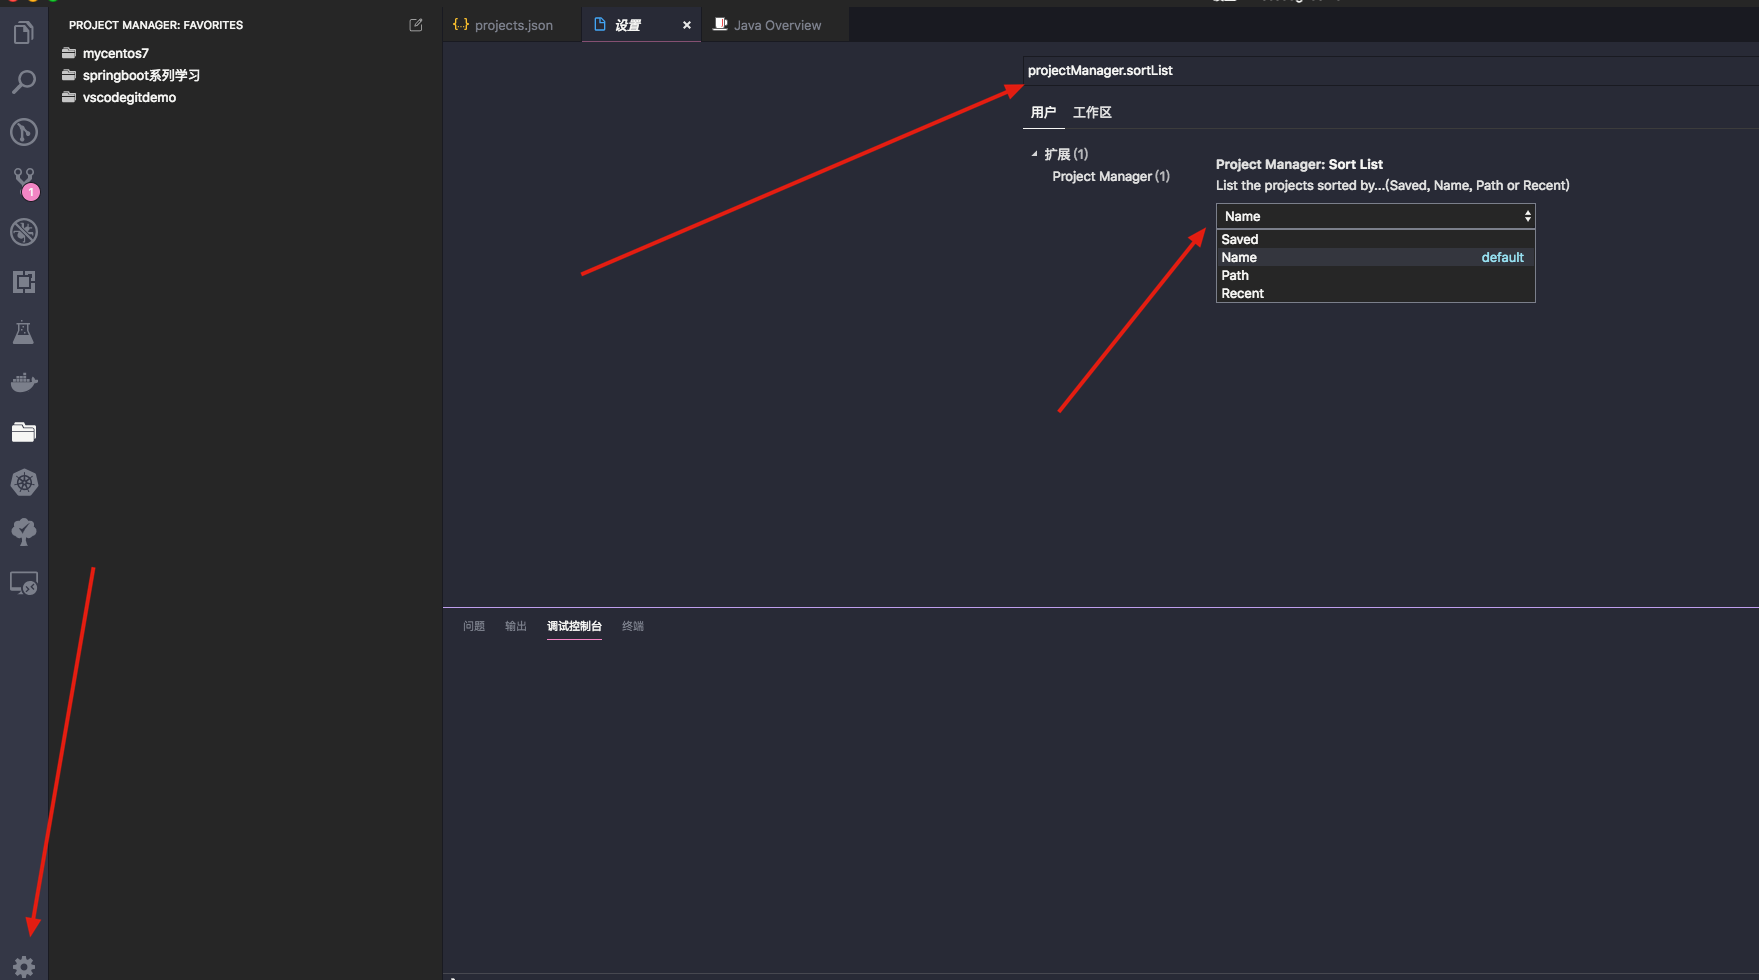 PROJECT MANAGER: FAVORITES
mycentos7
springboot系列学习
vscodegitdemo
1
{..} projects.json
设置
Java Overview
projectManager.sortList
用户 工作区
扩展 (1)
Project Manager (1)
Project Manager: Sort List
List the projects sorted by...(Saved, Name, Path or Recent)
Name
Saved
Name default
Path
Recent
问题 输出 调试控制台 终端